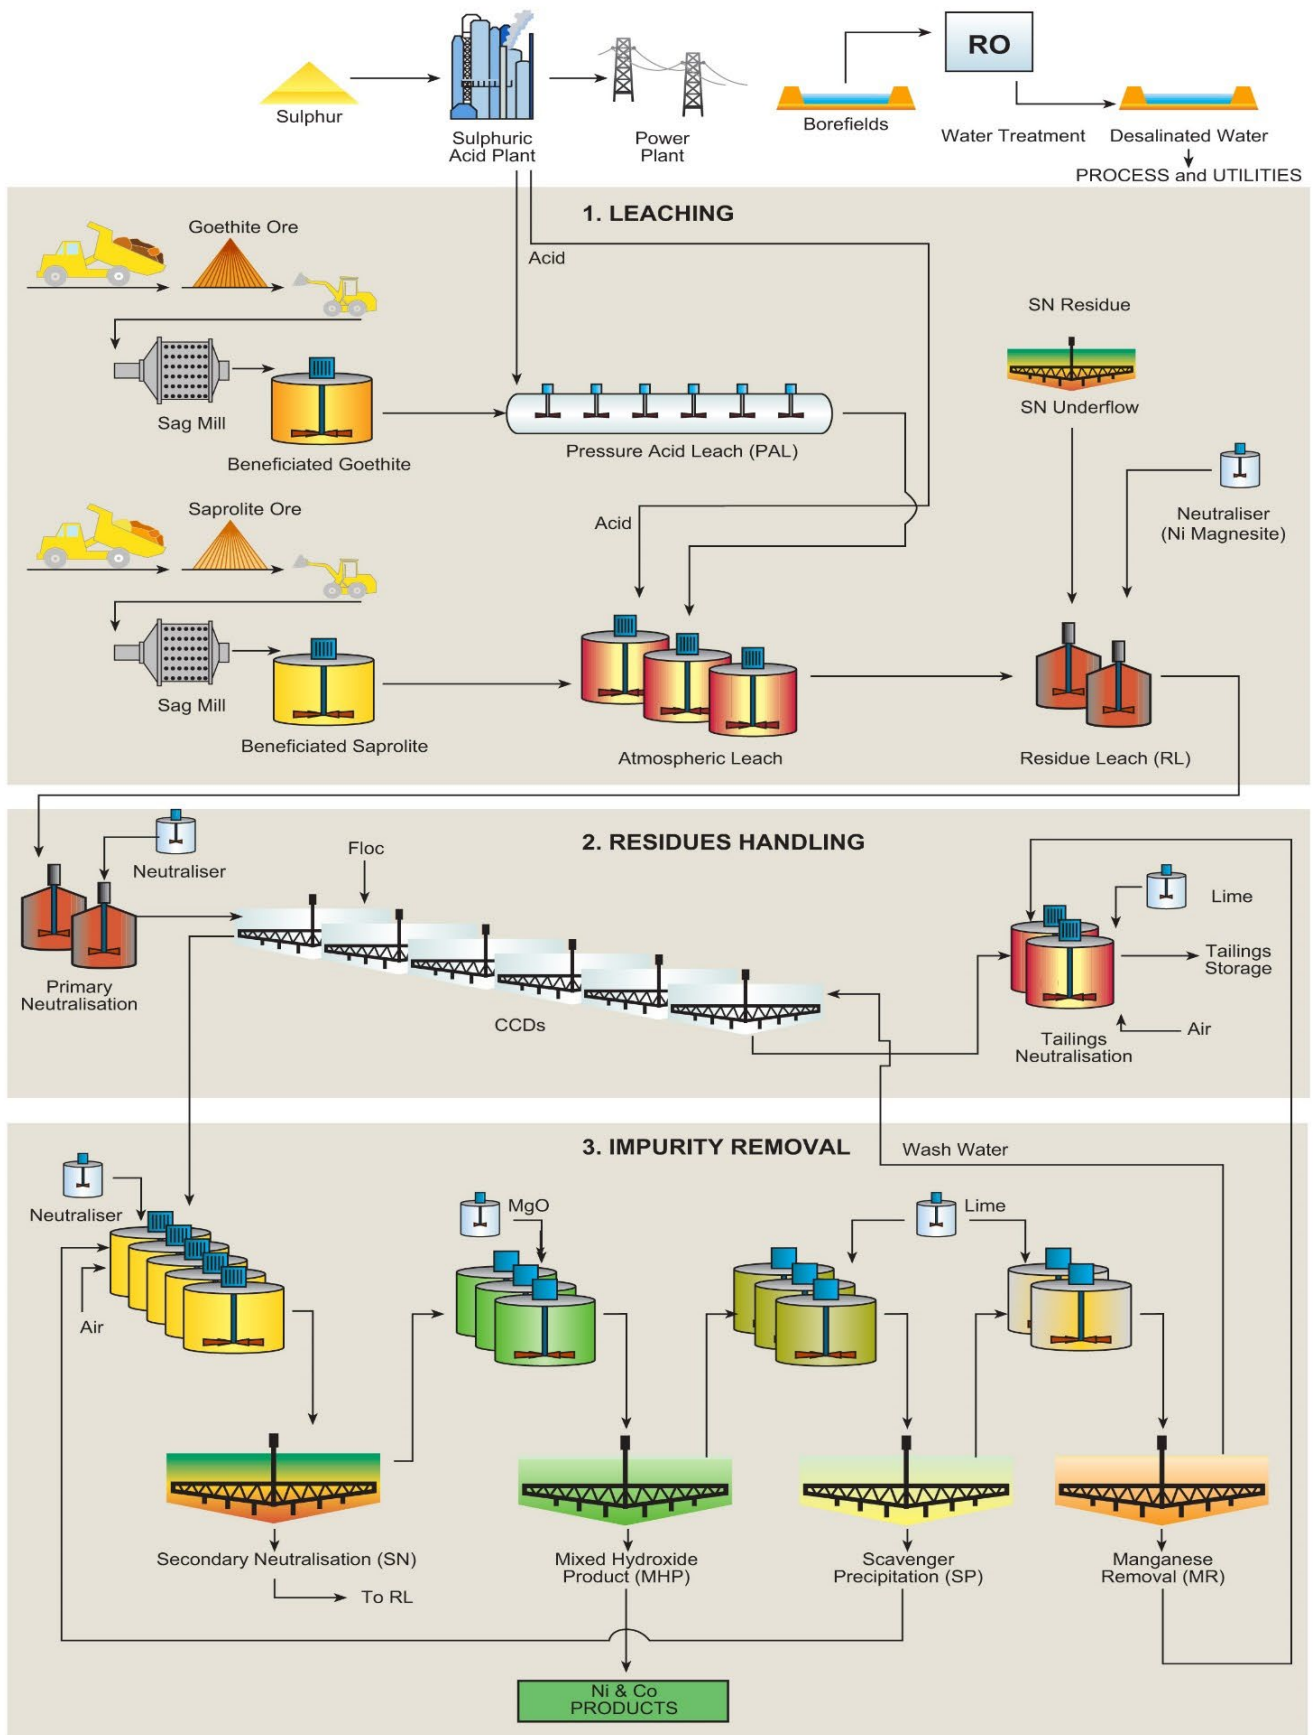 RO
Sulphur
Sulphuric
Acid Plant
Power
Plant
Borefields
Water Treatment
Desalinated Water
PROCESS and UTILITIES
1. LEACHING
Goethite Ore
Acid
SN Residue
Sag Mill
SN Underflow
Pressure Acid Leach (PAL)
Beneficiated Goethite
Saprolite Ore
Acid
Neutraliser
(Ni Magnesite)
Sag Mill
Beneficiated Saprolite
Atmospheric Leach
Residue Leach (RL)
2. RESIDUES HANDLING
Floc
Neutraliser
Lime
Tailings
Storage
Primary
Neutralisation
CCDs
Air
Tailings
Neutralisation
3. IMPURITY REMOVAL
Wash Water
Neutraliser
MgO
Lime
Air
Secondary Neutralisation (SN)
Mixed Hydroxide
Product (MHP)
Scavenger
Precipitation (SP)
Manganese
Removal (MR)
To RL
Ni & Co
PRODUCTS